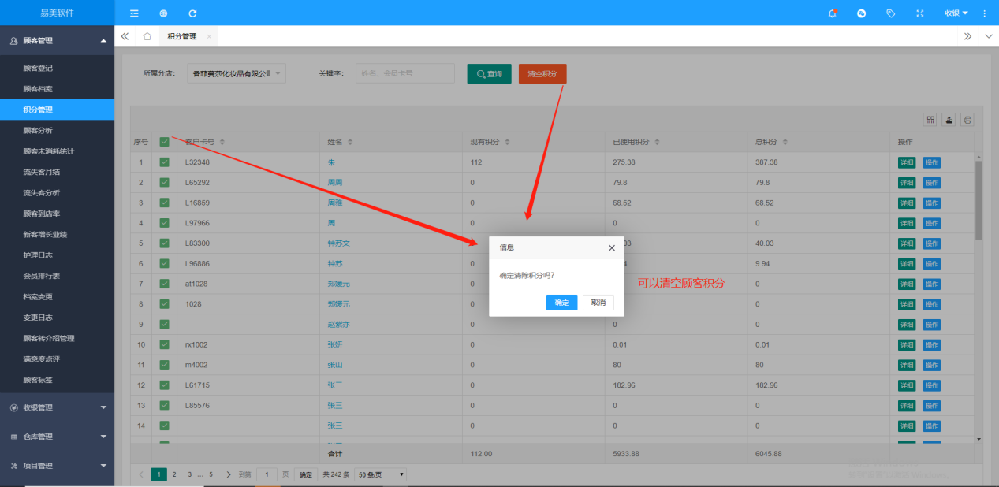 易美软件
收银
顾客管理
积分管理
顾客登记
顾客档案
积分管理
顾客分析
顾客未消耗统计
流失客月结
流失客分析
顾客到店率
新客增长业绩
护理日志
会员排行表
档案变更
变更日志
顾客转介绍管理
满意度点评
顾客标签
收银管理
仓库管理
项目管理
所属分店: 香菲蔓莎化妆品有限公司 关键字: 姓名、会员卡号 查询 清空积分
序号 客户卡号 姓名 现有积分 已使用积分 总积分 操作
1 L32348 朱 112 275.38 387.38 详细 操作
2 L65292 周周 0 79.8 79.8 详细 操作
3 L16859 周雅 0 68.52 68.52 详细 操作
4 L97966 周 0 0 0 详细 操作
5 L83300 钟苏文 03 40.03 详细 操作
6 L96886 钟苏 0 4 9.94 详细 操作
7 at1028 郑媛元 0 0 详细 操作
8 1028 郑媛元 0 0 详细 操作
9 赵紫亦 0 0 0 详细 操作
10 rx1002 张妍 0 0.01 0.01 详细 操作
11 m4002 张山 0 80 80 详细 操作
12 L61715 张三 0 182.96 182.96 详细 操作
13 L85576 张三 0 0 0 详细 操作
14 张三 0 0 0 详细 操作
合计 112.00 5933.88 6045.88
信息
确定清除积分吗?
确定 取消
可以清空顾客积分
1 2 3 … 5 到第 1 页 确定 共 242 条 50 条/页